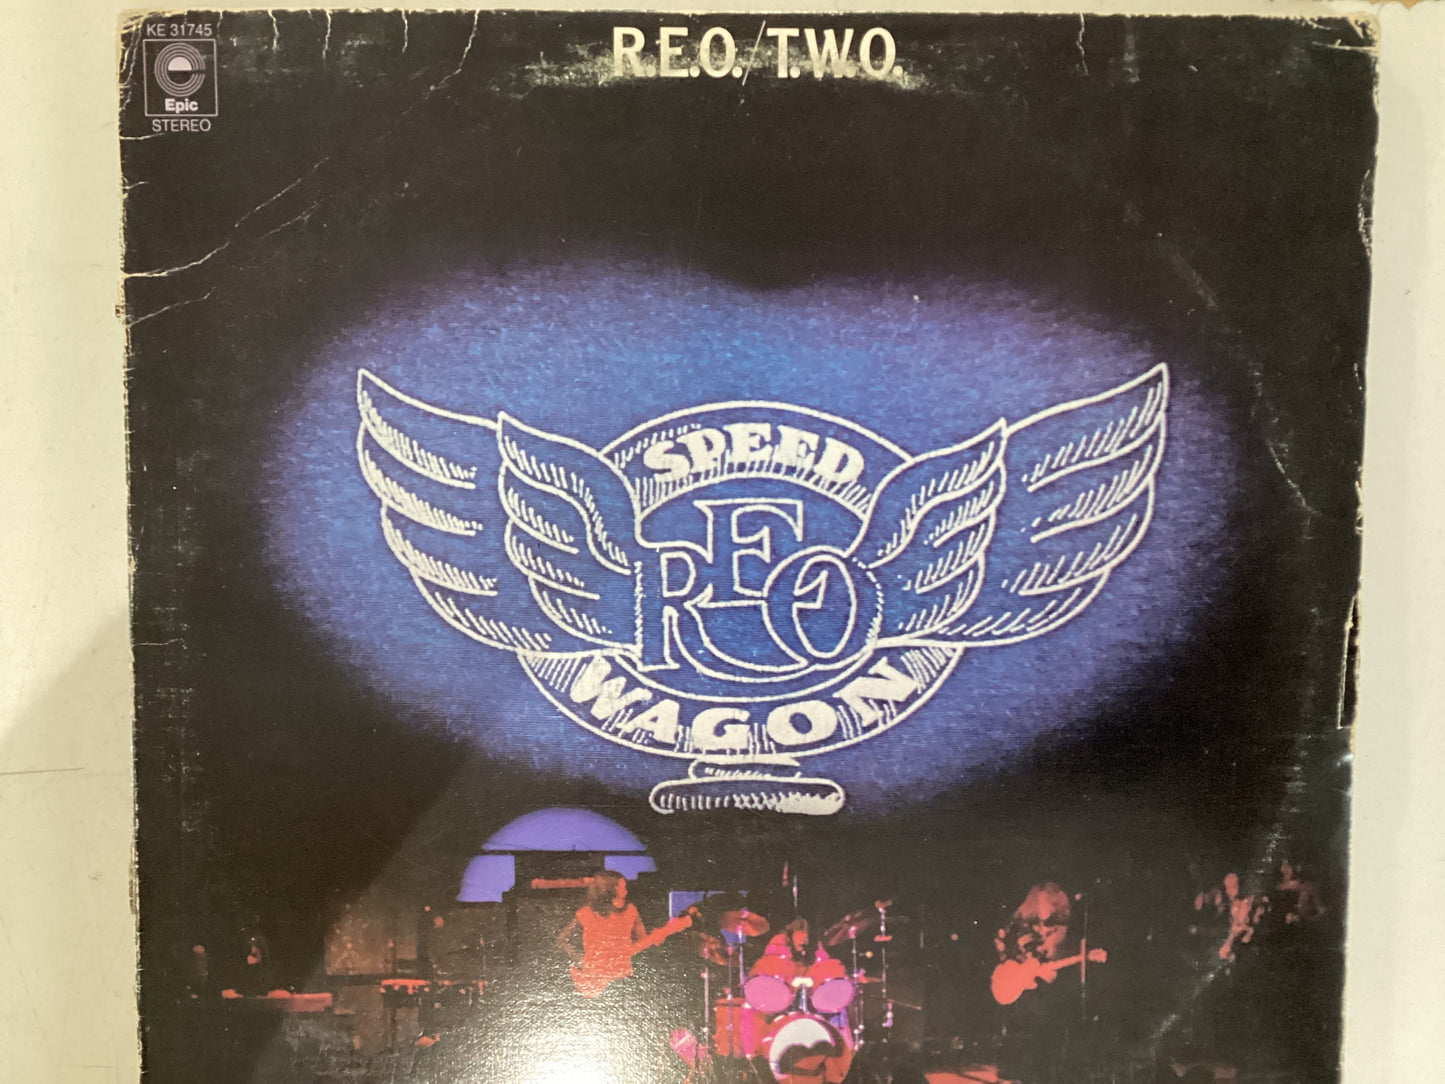 KE 31745
R.E.O./T.W.O.
Epic
STEREO
SPEED
REO
WAGON